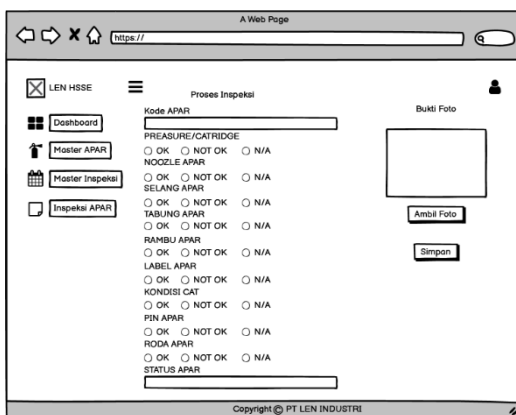 A Web Page
https://
LEN HSSE
Dashboard
Master APAR
Master Inspeksi
Inspeksi APAR
Proses Inspeksi
Kode APAR
PREASURE/CATRIDGE
OK NOT OK N/A
NOOZLE APAR
OK NOT OK N/A
SELANG APAR
OK NOT OK N/A
TABUNG APAR
OK NOT OK N/A
RAMBU APAR
OK NOT OK N/A
LABEL APAR
OK NOT OK N/A
KONDISI CAT
OK NOT OK N/A
PIN APAR
OK NOT OK N/A
RODA APAR
OK NOT OK N/A
STATUS APAR
Bukti Foto
Ambil Foto
Simpan
Copyright © PT LEN INDUSTRI